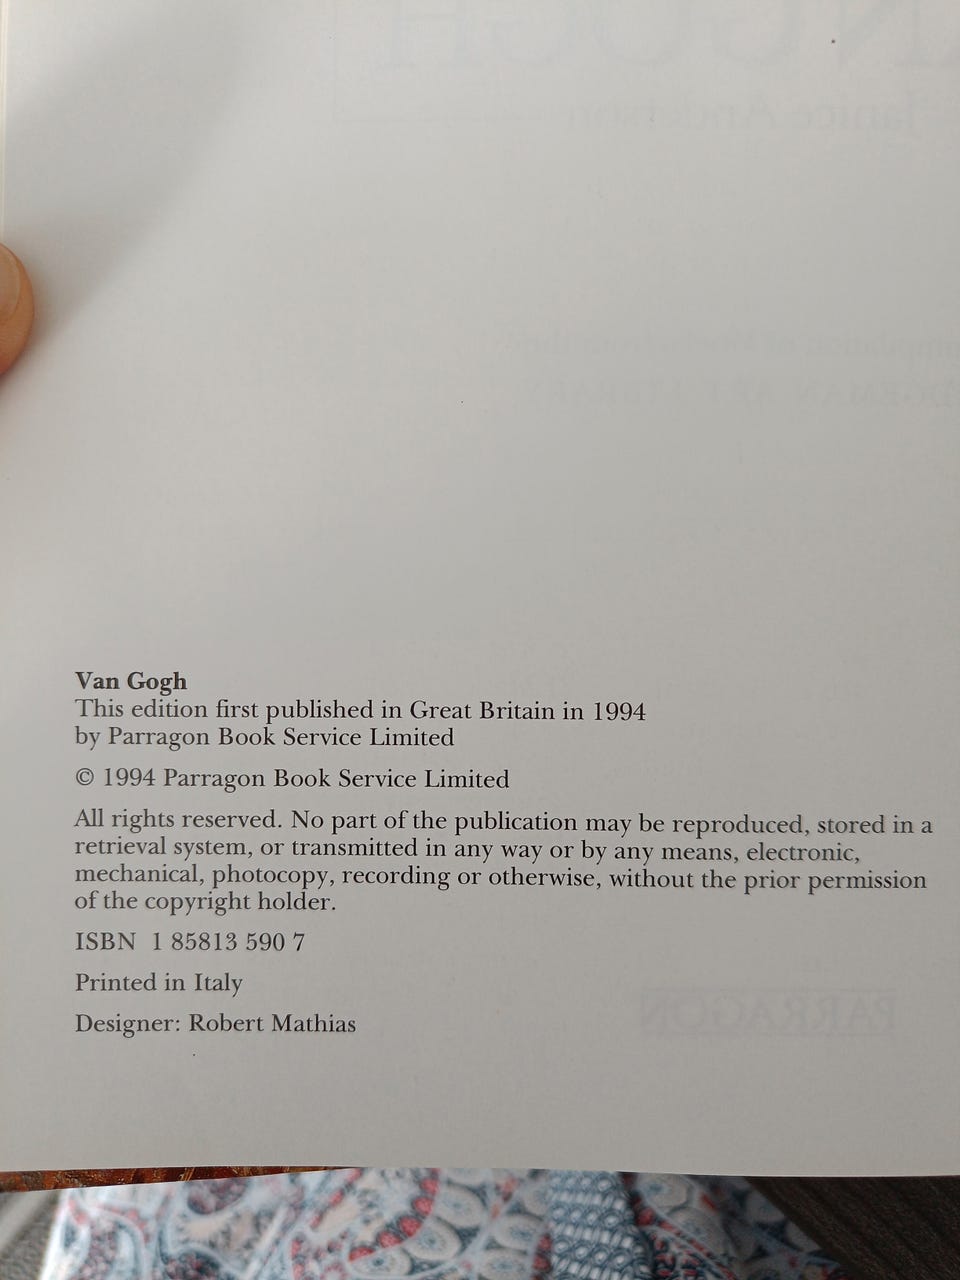 Van Gogh
This edition first published in Great Britain in 1994
by Parragon Book Service Limited
© 1994 Parragon Book Service Limited
All rights reserved. No part of the publication may be reproduced, stored in a
retrieval system, or transmitted in any way or by any means, electronic,
mechanical, photocopy, recording or otherwise, without the prior permission
of the copyright holder.
ISBN 1 85813 590 7
Printed in Italy
Designer: Robert Mathias